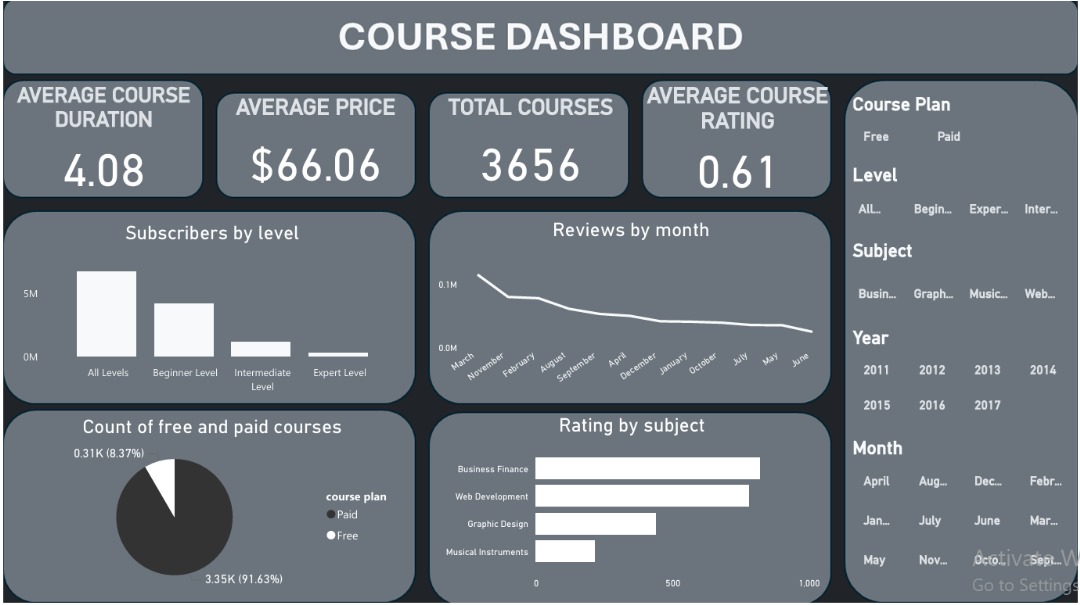 COURSE DASHBOARD
AVERAGE COURSE
DURATION
4.08
AVERAGE PRICE
$66.06
TOTAL COURSES
3656
AVERAGE COURSE
RATING
0.61
Subscribers by level
5M
0M
All Levels
Beginner Level
Intermediate
Level
Expert Level
Reviews by month
0.1M
0.0M
March
November
February
August
September
April
December
January
October
July
May
June
Count of free and paid courses
0.31K (8.37%)
3.35K (91.63%)
course plan
Paid
Free
Rating by subject
Business Finance
Web Development
Graphic Design
Musical Instruments
0 500 1,000
Course Plan
Free Paid
Level
All... Begin... Exper... Inter...
Subject
Busin... Graph... Music... Web...
Year
2011 2012 2013 2014
2015 2016 2017
Month
April Aug... Dec... Febr...
Jan... July June Mar...
May Nov... Octo... Sept...
Activate W
Go to Settings